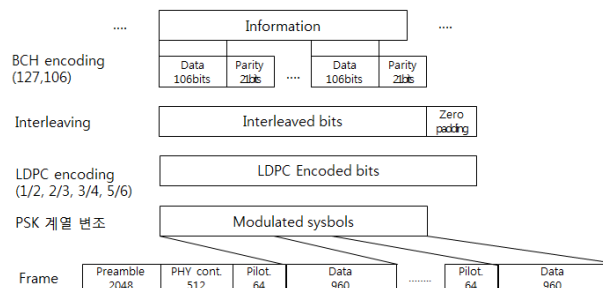 .... Information ....
BCH encoding
(127,106)
Data
106bits
Parity
21bits
....
Data
106bits
Parity
21bits
Interleaving
Interleaved bits
Zero
padding
LDPC encoding
(1/2, 2/3, 3/4, 5/6)
LDPC Encoded bits
PSK 계열 변조
Modulated sysbols
Frame
Preamble
2048
PHY cont.
512
Pilot.
64
Data
960
........
Pilot.
64
Data
960